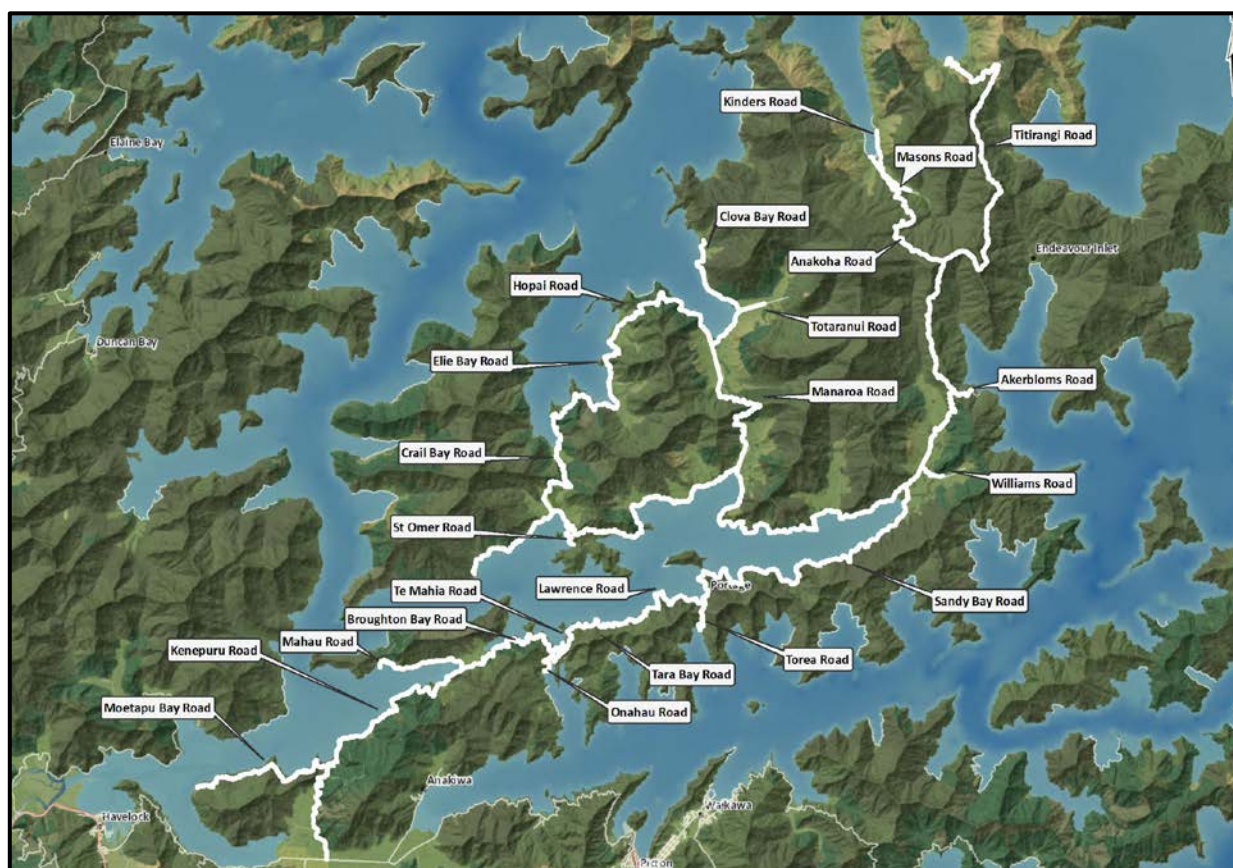 Kinders Road
Elaine Bay
Titirangi Road
Masons Road
Clova Bay Road
Endeavour Inlet
Anakoha Road
Hopai Road
Totaranui Road
Duncan Bay
Elie Bay Road
Akerbloms Road
Manaroa Road
Crail Bay Road
Williams Road
St Omer Road
Te Mahia Road
Lawrence Road
Portage
Sandy Bay Road
Broughton Bay Road
Mahau Road
Kenepuru Road
Tara Bay Road
Torea Road
Moetapu Bay Road
Onahau Road
Anakiwa
Waikawa
Havelock
Picton